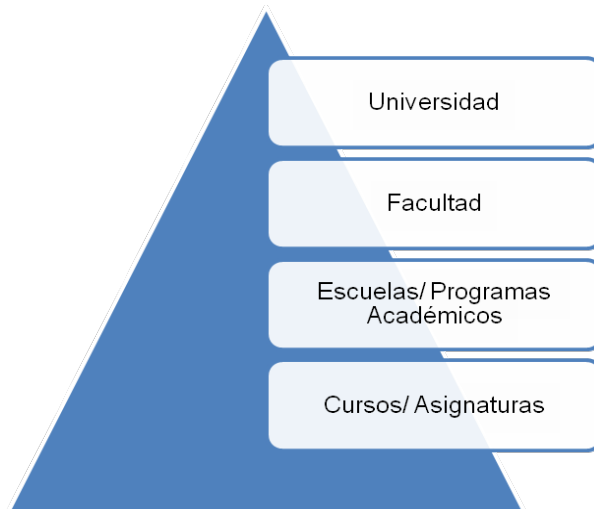 Universidad
Facultad
Escuelas/ Programas
Académicos
Cursos/ Asignaturas